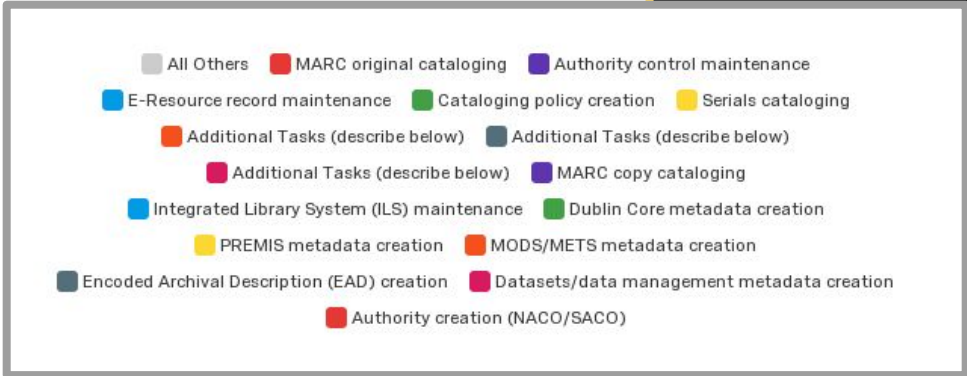 All Others MARC original cataloging Authority control maintenance
E-Resource record maintenance Cataloging policy creation Serials cataloging
Additional Tasks (describe below) Additional Tasks (describe below)
Additional Tasks (describe below) MARC copy cataloging
Integrated Library System (ILS) maintenance Dublin Core metadata creation
PREMIS metadata creation MODS/METS metadata creation
Encoded Archival Description (EAD) creation Datasets/data management metadata creation
Authority creation (NACO/SACO)